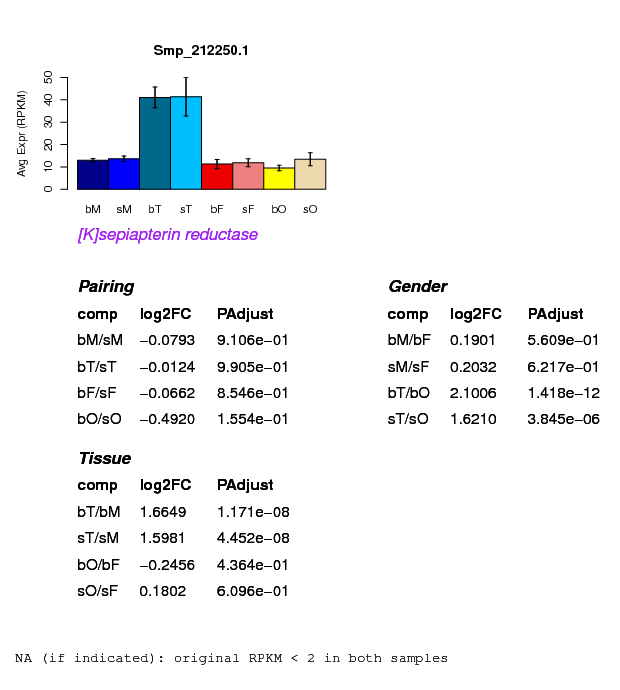 Smp_212250.1
Avg Expr (RPKM)
50
40
30
20
10
0
bM sM bT sT bF sF bO sO
[K]sepiapterin reductase
Pairing
comp log2FC PAdjust
bM/sM −0.0793 9.106e−01
bT/sT −0.0124 9.905e−01
bF/sF −0.0662 8.546e−01
bO/sO −0.4920 1.554e−01
Gender
comp log2FC PAdjust
bM/bF 0.1901 5.609e−01
sM/sF 0.2032 6.217e−01
bT/bO 2.1006 1.418e−12
sT/sO 1.6210 3.845e−06
Tissue
comp log2FC PAdjust
bT/bM 1.6649 1.171e−08
sT/sM 1.5981 4.452e−08
bO/bF −0.2456 4.364e−01
sO/sF 0.1802 6.096e−01
NA (if indicated): original RPKM < 2 in both samples